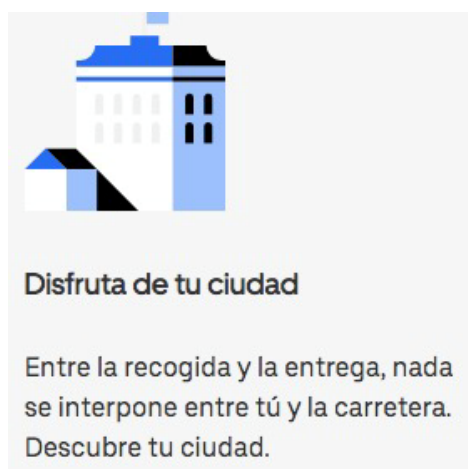 Disfruta de tu ciudad
Entre la recogida y la entrega, nada
se interpone entre tú y la carretera.
Descubre tu ciudad.